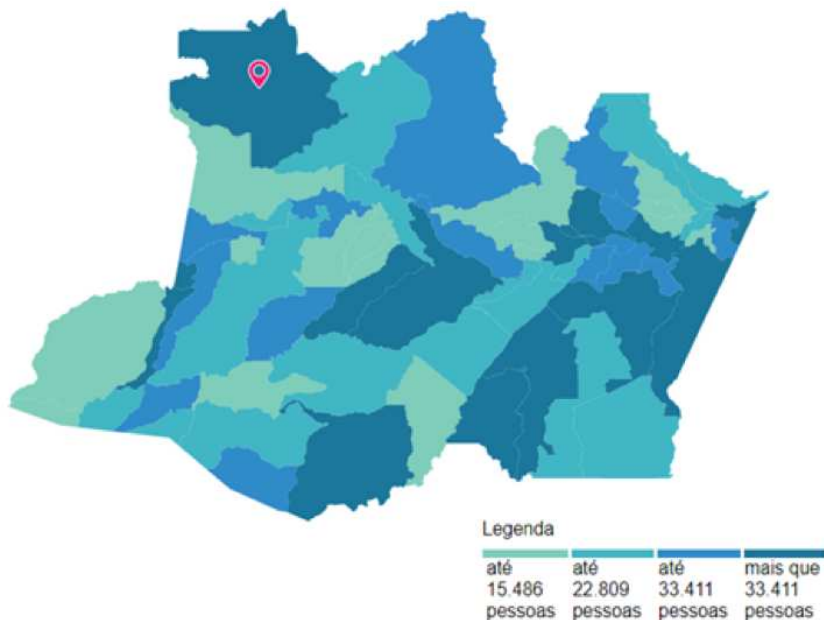 Legenda
até até até mais que
15.486 22.809 33.411 33.411
pessoas pessoas pessoas pessoas